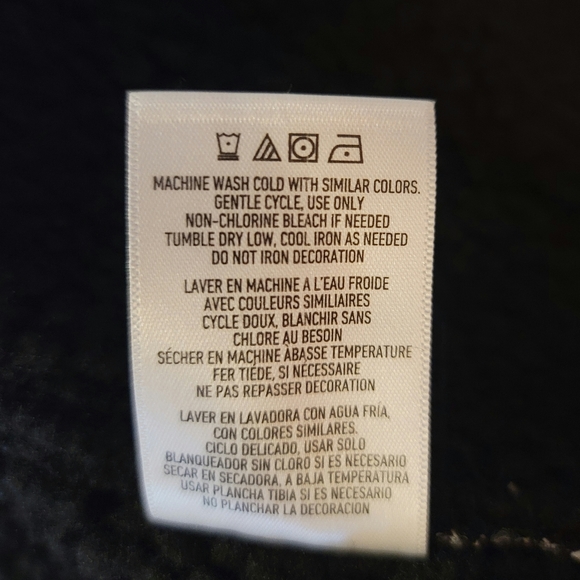 MACHINE WASH COLD WITH SIMILAR COLORS.
GENTLE CYCLE, USE ONLY
NON-CHLORINE BLEACH IF NEEDED
TUMBLE DRY LOW, COOL IRON AS NEEDED
DO NOT IRON DECORATION
LAVER EN MACHINE A L'EAU FROIDE
AVEC COULEURS SIMILIAIRES
CYCLE DOUX, BLANCHIR SANS
CHLORE AU BESOIN
SÉCHER EN MACHINE ÀBASSE TEMPERATURE
FER TIÈDE, SI NÉCESSAIRE
NE PAS REPASSER DECORATION
LAVER EN LAVADORA CON AGUA FRÍA,
CON COLORES SIMILARES.
CICLO DELICADO, USAR SOLO
BLANQUEADOR SIN CLORO SI ES NECESARIO
SECAR EN SECADORA, A BAJA TEMPERATURA
USAR PLANCHA TIBIA SI ES NECESARIO
NO PLANCHAR LA DECORACION